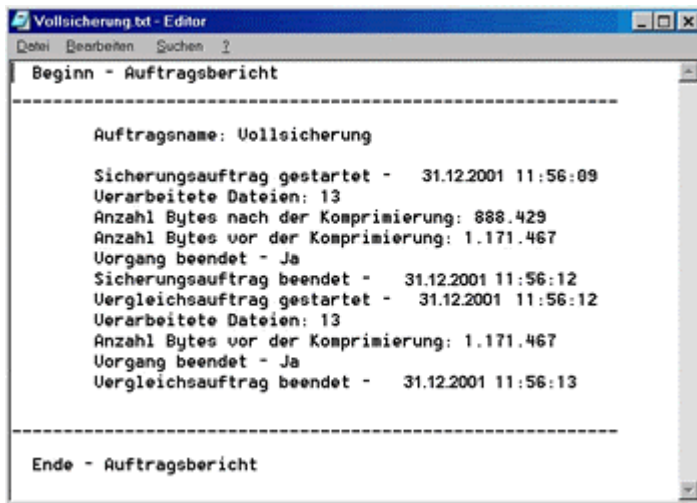 Vollsicherung.txt - Editor
Datei Bearbeiten Suchen ?
Beginn - Auftragsbericht
-----------------------------------------------------------
Auftragsname: Vollsicherung
Sicherungsauftrag gestartet - 31.12.2001 11:56:09
Verarbeitete Dateien: 13
Anzahl Bytes nach der Komprimierung: 888.429
Anzahl Bytes vor der Komprimierung: 1.171.467
Vorgang beendet - Ja
Sicherungsauftrag beendet - 31.12.2001 11:56:12
Vergleichsauftrag gestartet - 31.12.2001 11:56:12
Verarbeitete Dateien: 13
Anzahl Bytes vor der Komprimierung: 1.171.467
Vorgang beendet - Ja
Vergleichsauftrag beendet - 31.12.2001 11:56:13
-----------------------------------------------------------
Ende - Auftragsbericht